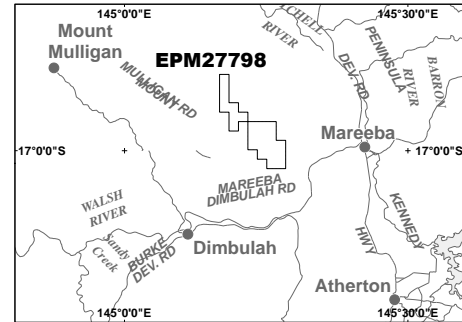 145°0'0"E
145°30'0"E
Mount
Mulligan
MITCHELL
RIVER
EPM27798
MOUNT
MULLIGAN RD
DEV. RD
PENINSULA
RIVER
BARRON
17°0'0"S
Mareeba
17°0'0"S
MAREEBA
DIMBULAH RD
WALSH
RIVER
Sandy
Creek
BURKE
DEV. RD
Dimbulah
KENNEDY
HWY
Atherton
145°0'0"E
145°30'0"E